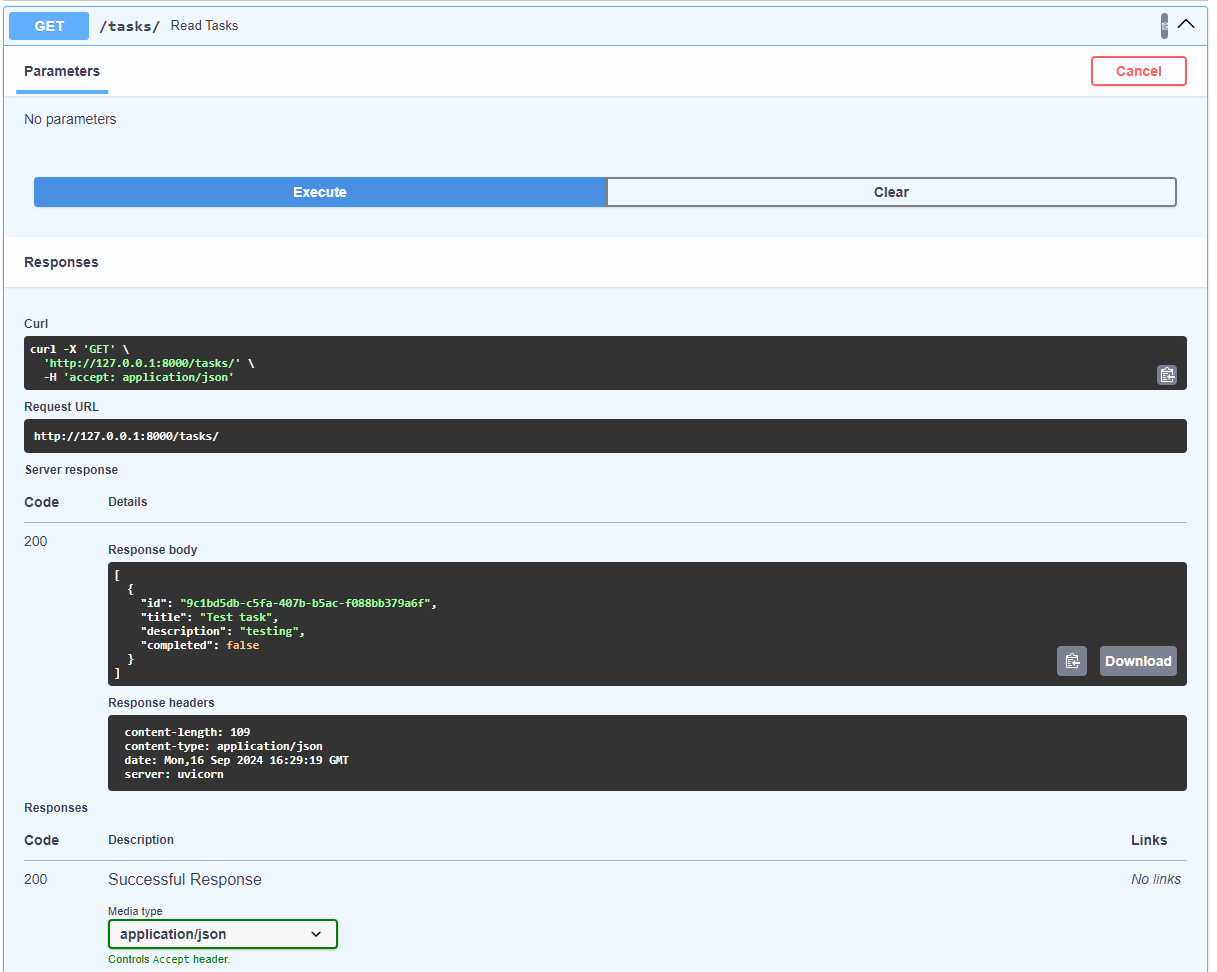 GET /tasks/ Read Tasks
Parameters Cancel
No parameters
Execute Clear
Responses
Curl
curl -X 'GET' \
  'http://127.0.0.1:8000/tasks/' \
  -H 'accept: application/json'
Request URL
http://127.0.0.1:8000/tasks/
Server response
Code Details
200
Response body
[
  {
    "id": "9c1bd5db-c5fa-407b-b5ac-f088bb379a6f",
    "title": "Test task",
    "description": "testing",
    "completed": false
  }
]
Download
Response headers
content-length: 109
content-type: application/json
date: Mon,16 Sep 2024 16:29:19 GMT
server: uvicorn
Responses
Code Description Links
200 Successful Response No links
Media type
application/json
Controls Accept header.